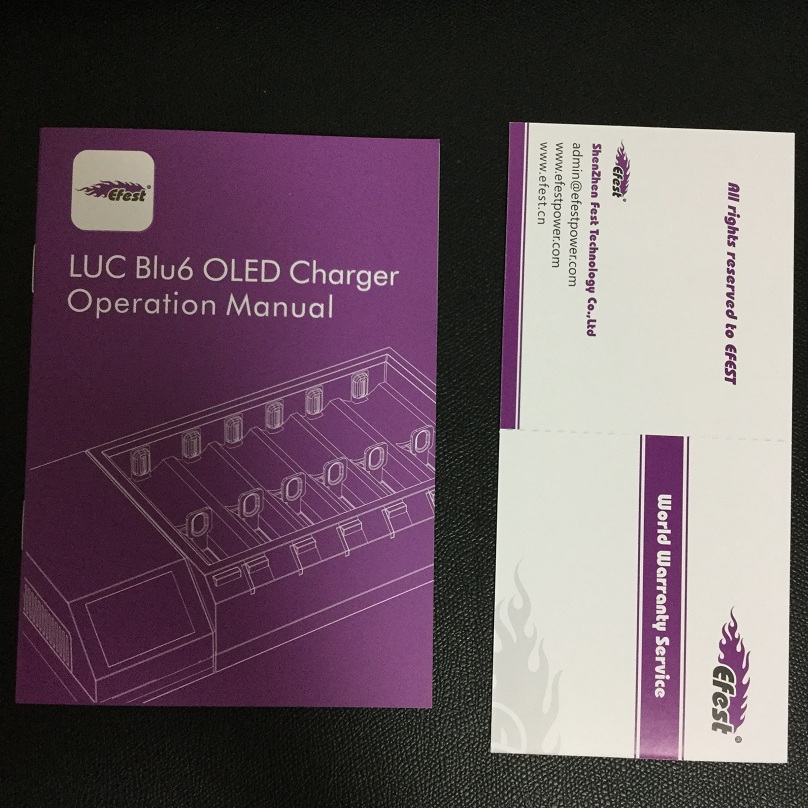 Efest®
LUC Blu6 OLED Charger
Operation Manual
All rights reserved to EFEST
Efest®
ShenZhen Fest Technology Co.,Ltd
admin@efestpower.com
www.efestpower.com
www.efest.cn
Efest®
World Warranty Service